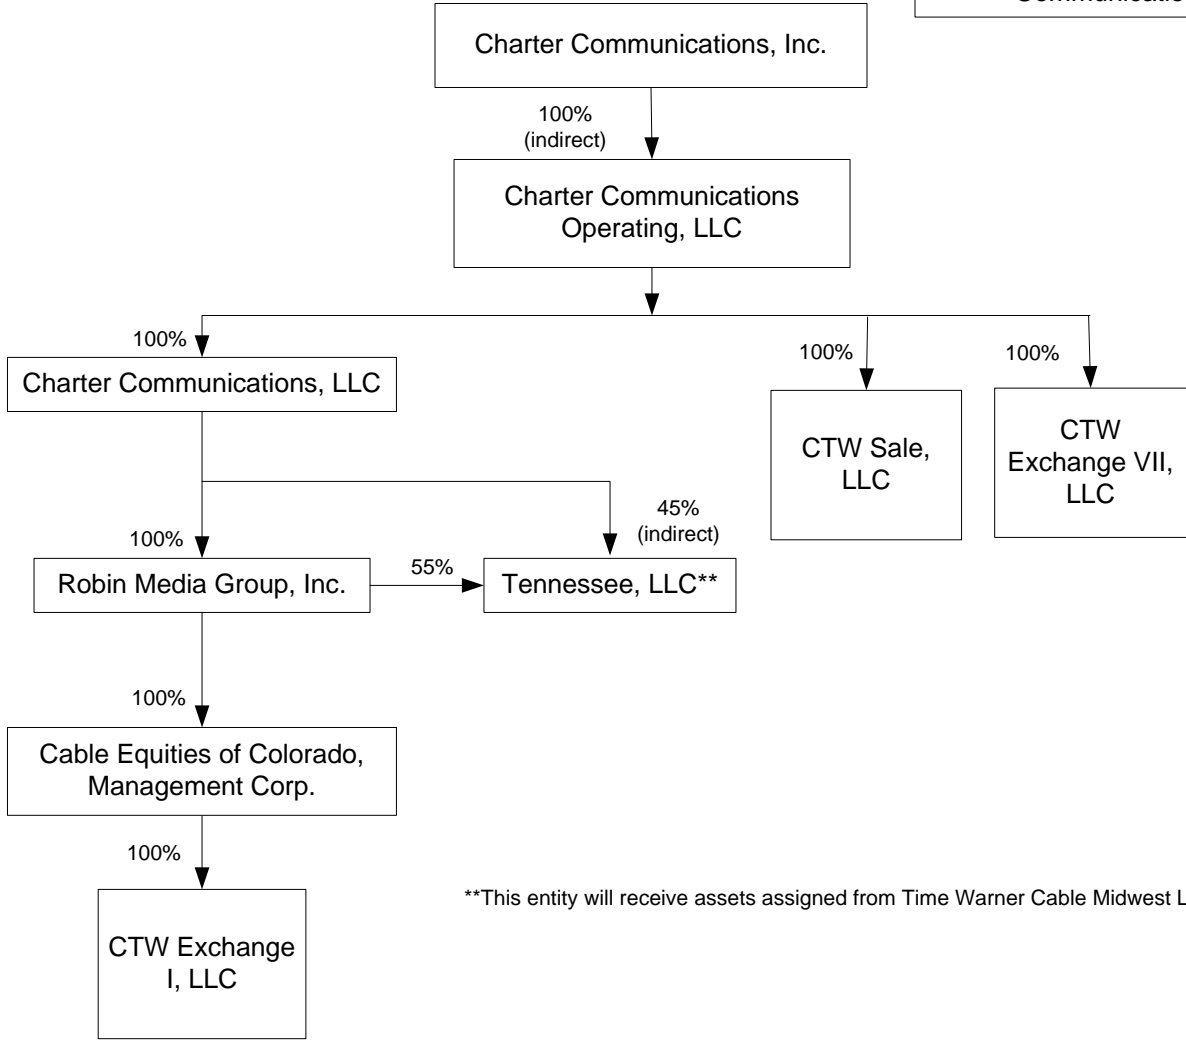 Charter Communications, Inc.
100%
(indirect)
Charter Communications
Operating, LLC
100%
Charter Communications, LLC
100%
CTW Sale,
LLC
100%
CTW
Exchange VII,
LLC
45%
(indirect)
100%
Robin Media Group, Inc.
55%
Tennessee, LLC**
100%
Cable Equities of Colorado,
Management Corp.
100%
CTW Exchange
I, LLC
**This entity will receive assets assigned from Time Warner Cable Midwest L